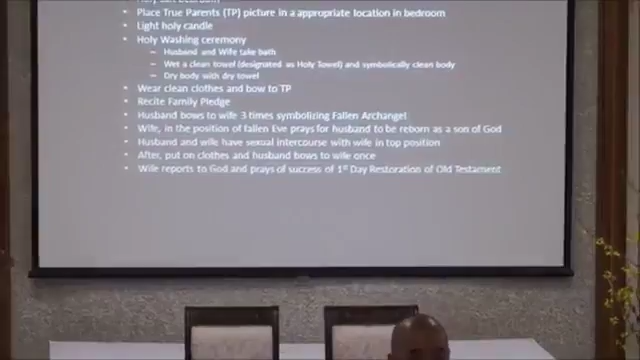 • Place True Parents (TP) picture in a appropriate location in bedroom
• Light holy candle
• Holy Washing ceremony
– Husband and Wife take bath
– Wet a clean towel (designated as Holy Towel) and symbolically clean body
– Dry body with dry towel
• Wear clean clothes and bow to TP
• Recite Family Pledge
• Husband bows to wife 3 times symbolizing Fallen Archangel
• Wife, in the position of fallen Eve prays for husband to be reborn as a son of God
• Husband and wife have sexual intercourse with wife in top position
• After, put on clothes and husband bows to wife once
• Wife reports to God and prays of success of 1st Day Restoration of Old Testament